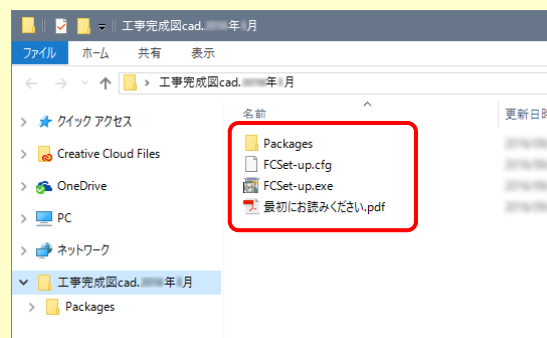 工事完成図cad. 年 月
ファイル ホーム 共有 表示
工事完成図cad. 年 月
名前 更新日時
クイック アクセス
Packages
FCSet-up.cfg
Creative Cloud Files
FCSet-up.exe
OneDrive
最初にお読みください.pdf
PC
ネットワーク
工事完成図cad. 年 月
Packages